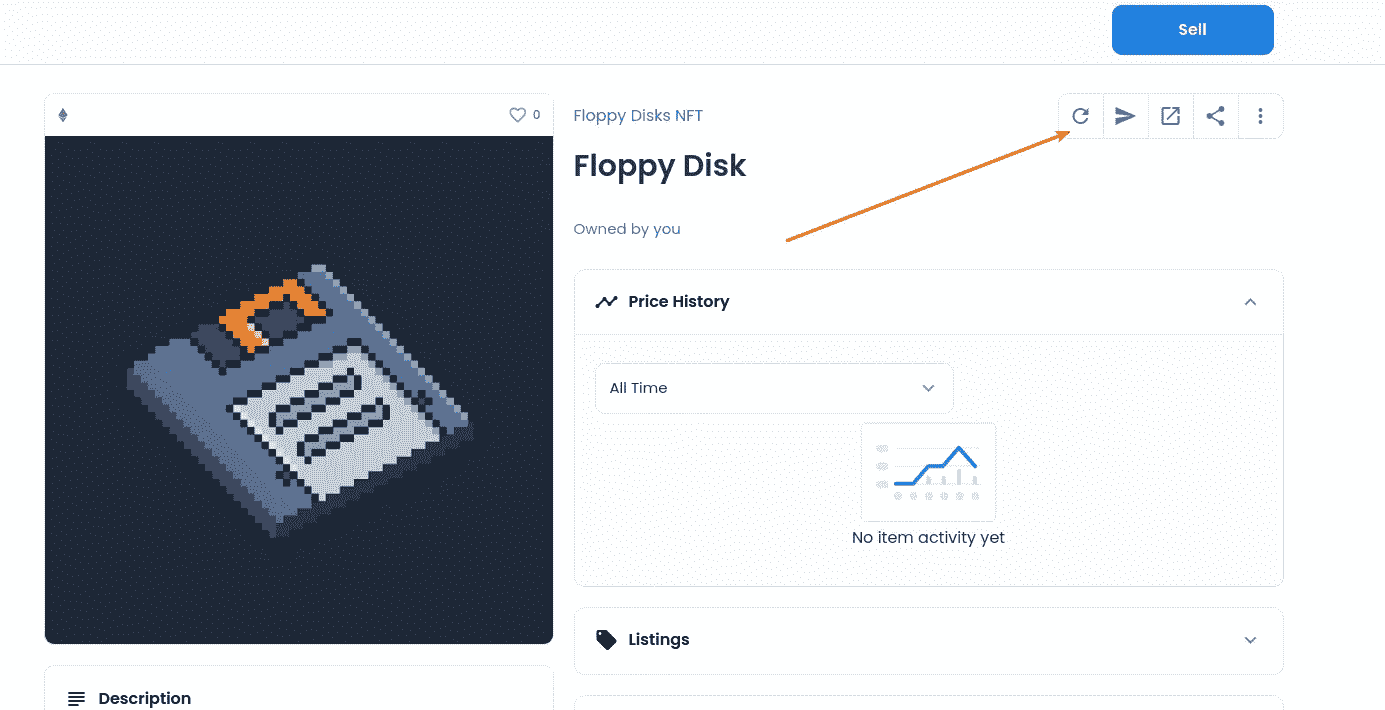 Sell
0
Floppy Disks NFT
Floppy Disk
Owned by you
Price History
All Time
No item activity yet
Listings
Description